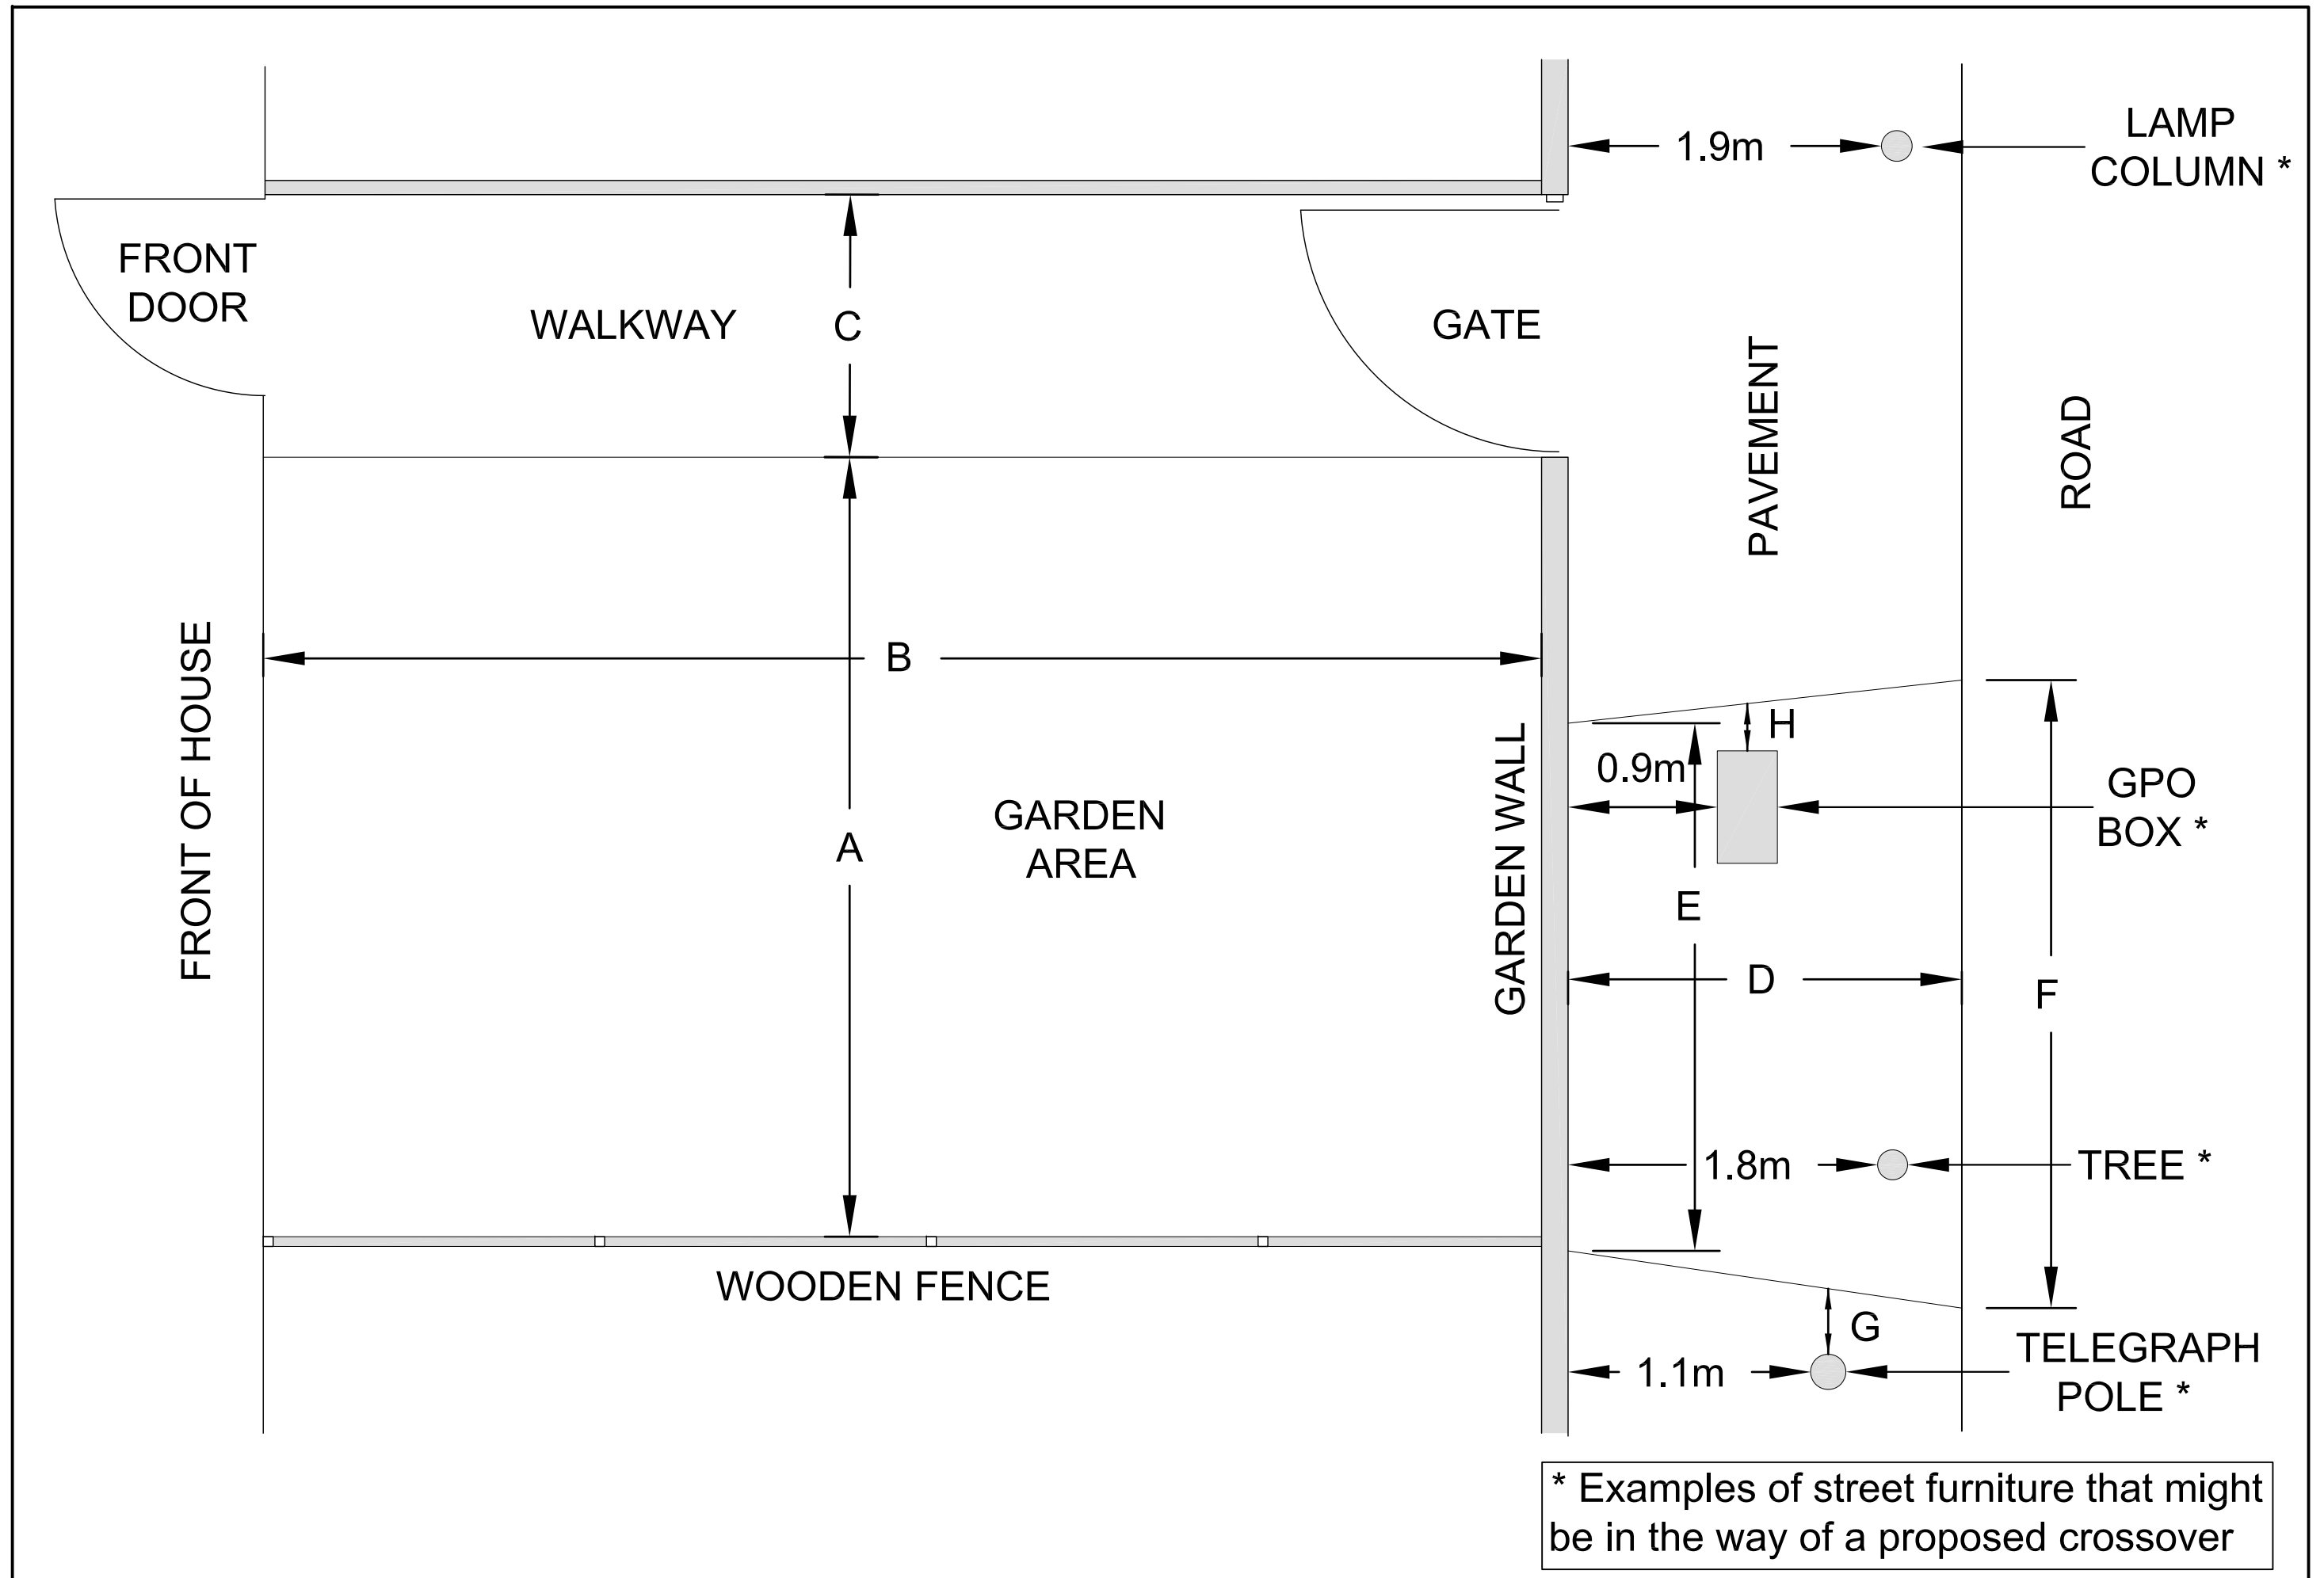 LAMP
COLUMN *
1.9m
FRONT
DOOR
WALKWAY
C
GATE
PAVEMENT
ROAD
FRONT OF HOUSE
B
A
GARDEN
AREA
GARDEN WALL
H
0.9m
GPO
BOX *
E
D
F
1.8m
TREE *
WOODEN FENCE
G
1.1m
TELEGRAPH
POLE *
* Examples of street furniture that might
be in the way of a proposed crossover